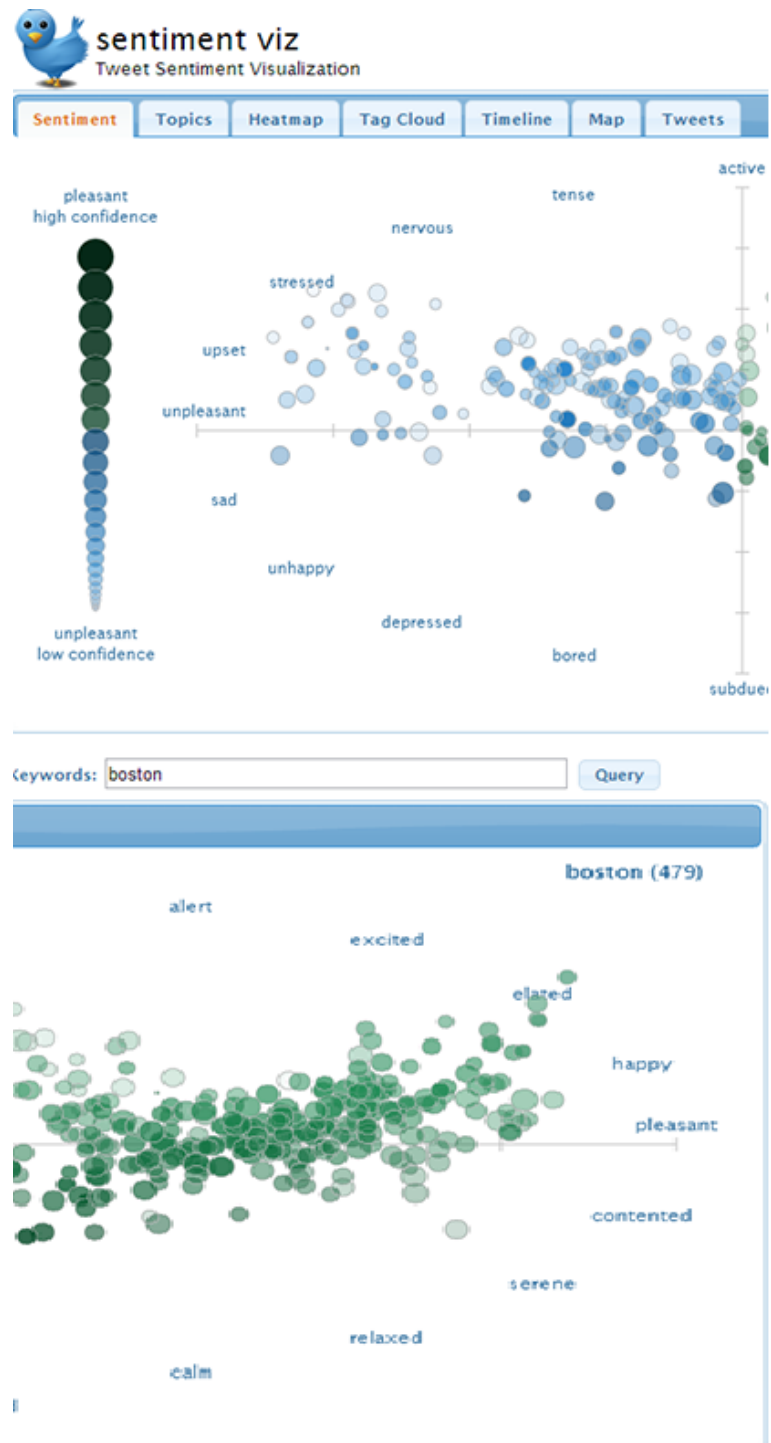 sentiment viz
Tweet Sentiment Visualization
Sentiment Topics Heatmap Tag Cloud Timeline Map Tweets
active
pleasant
high confidence
tense
nervous
stressed
upset
unpleasant
sad
unhappy
depressed
unpleasant
low confidence
bored
subdue
Keywords: boston Query
boston (479)
alert
excited
elated
happy
pleasant
contented
serene
relaxed
calm